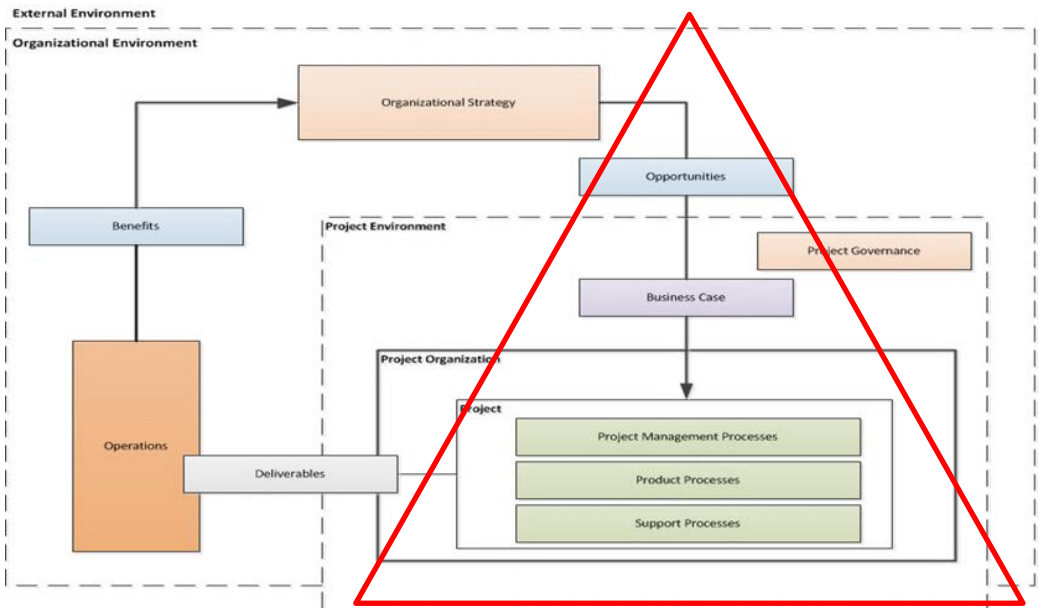 External Environment
Organizational Environment
Organizational Strategy
Opportunities
Benefits
Project Environment
Project Governance
Business Case
Project Organization
Project
Project Management Processes
Operations
Deliverables
Product Processes
Support Processes